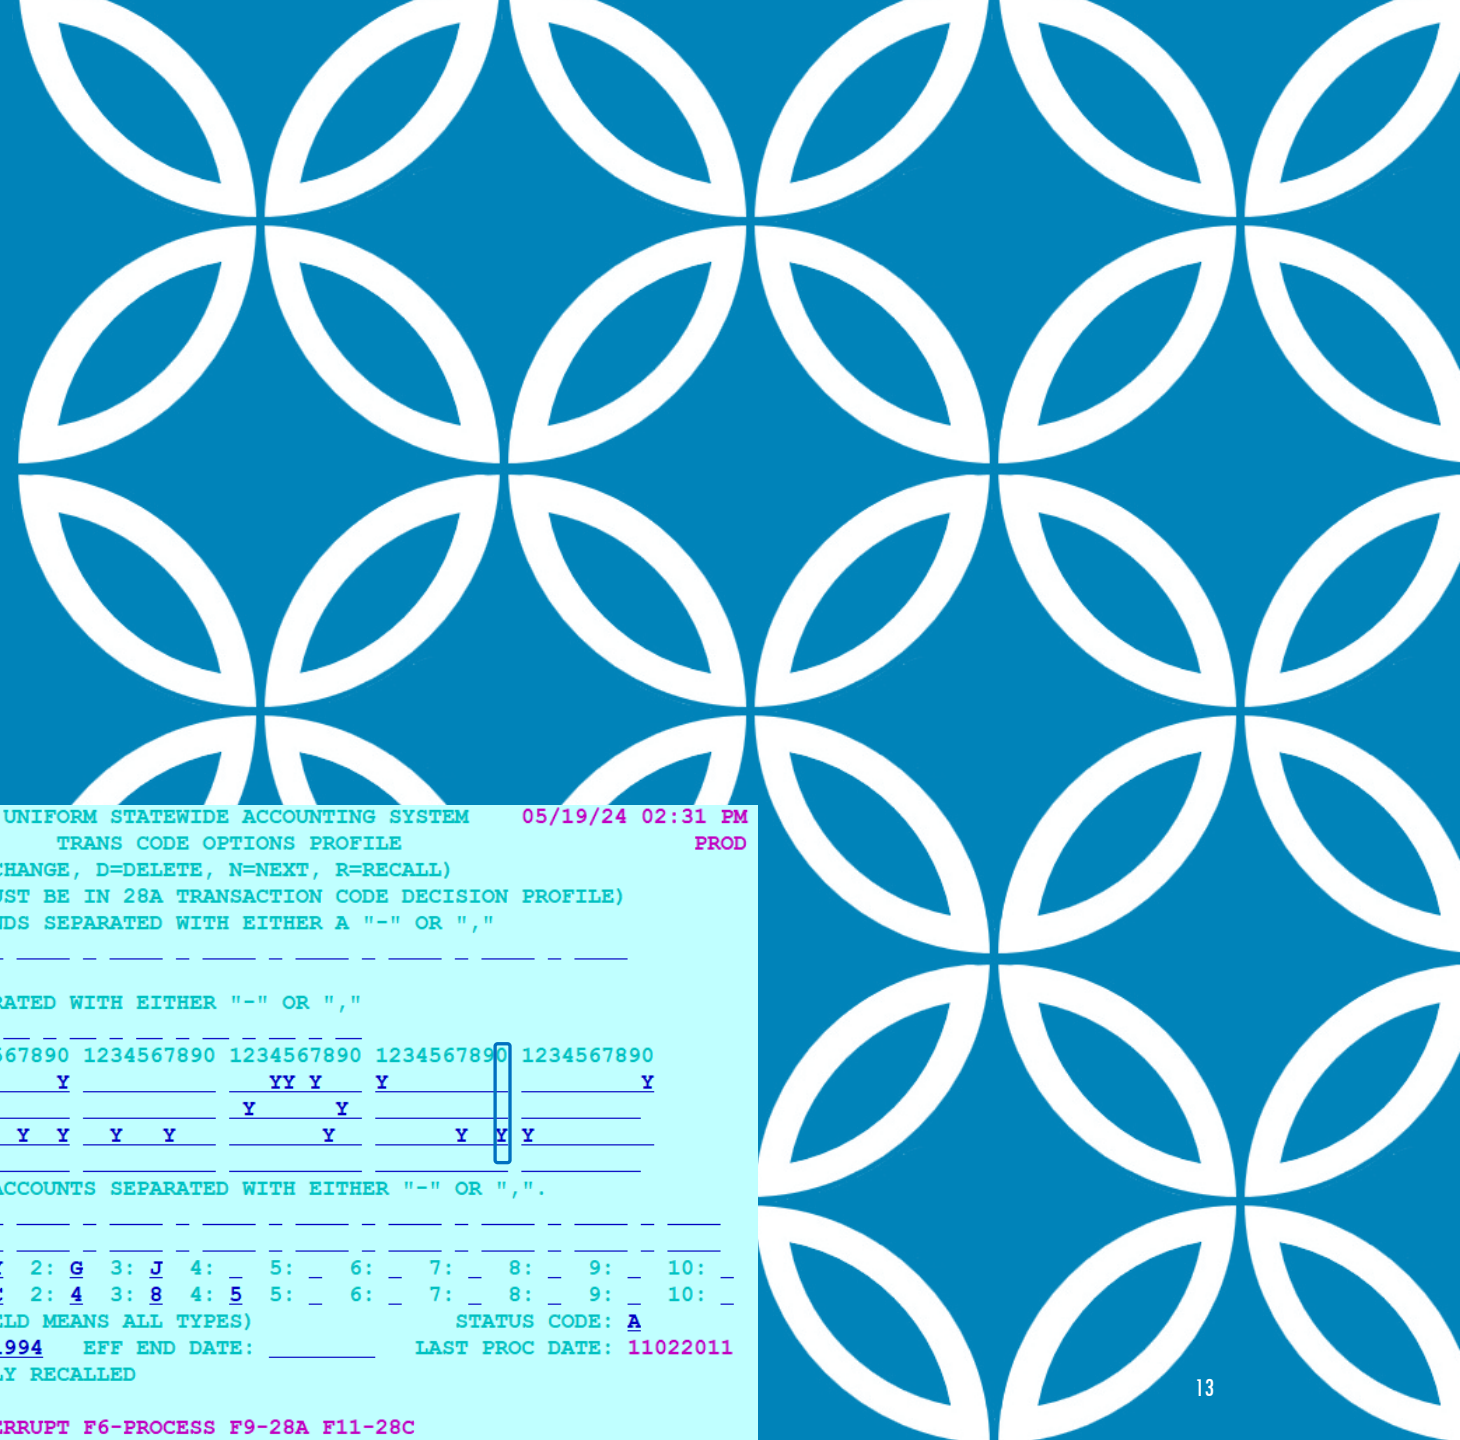 UNIFORM STATEWIDE ACCOUNTING SYSTEM 05/19/24 02:31 PM
TRANS CODE OPTIONS PROFILE PROD
CHANGE, D=DELETE, N=NEXT, R=RECALL)
UST BE IN 28A TRANSACTION CODE DECISION PROFILE)
NDS SEPARATED WITH EITHER A "-" OR ","
RATED WITH EITHER "-" OR ","
567890 1234567890 1234567890 1234567890 1234567890
Y YY Y Y Y
Y Y
Y Y Y Y Y Y Y Y
ACCOUNTS SEPARATED WITH EITHER "-" OR ",".
2: G 3: J 4: _ 5: _ 6: _ 7: _ 8: _ 9: _ 10: _
2: 4 3: 8 4: 5 5: _ 6: _ 7: _ 8: _ 9: _ 10: _
ELD MEANS ALL TYPES) STATUS CODE: A
1994 EFF END DATE: ________ LAST PROC DATE: 11022011
LY RECALLED
ERRUPT F6-PROCESS F9-28A F11-28C
13